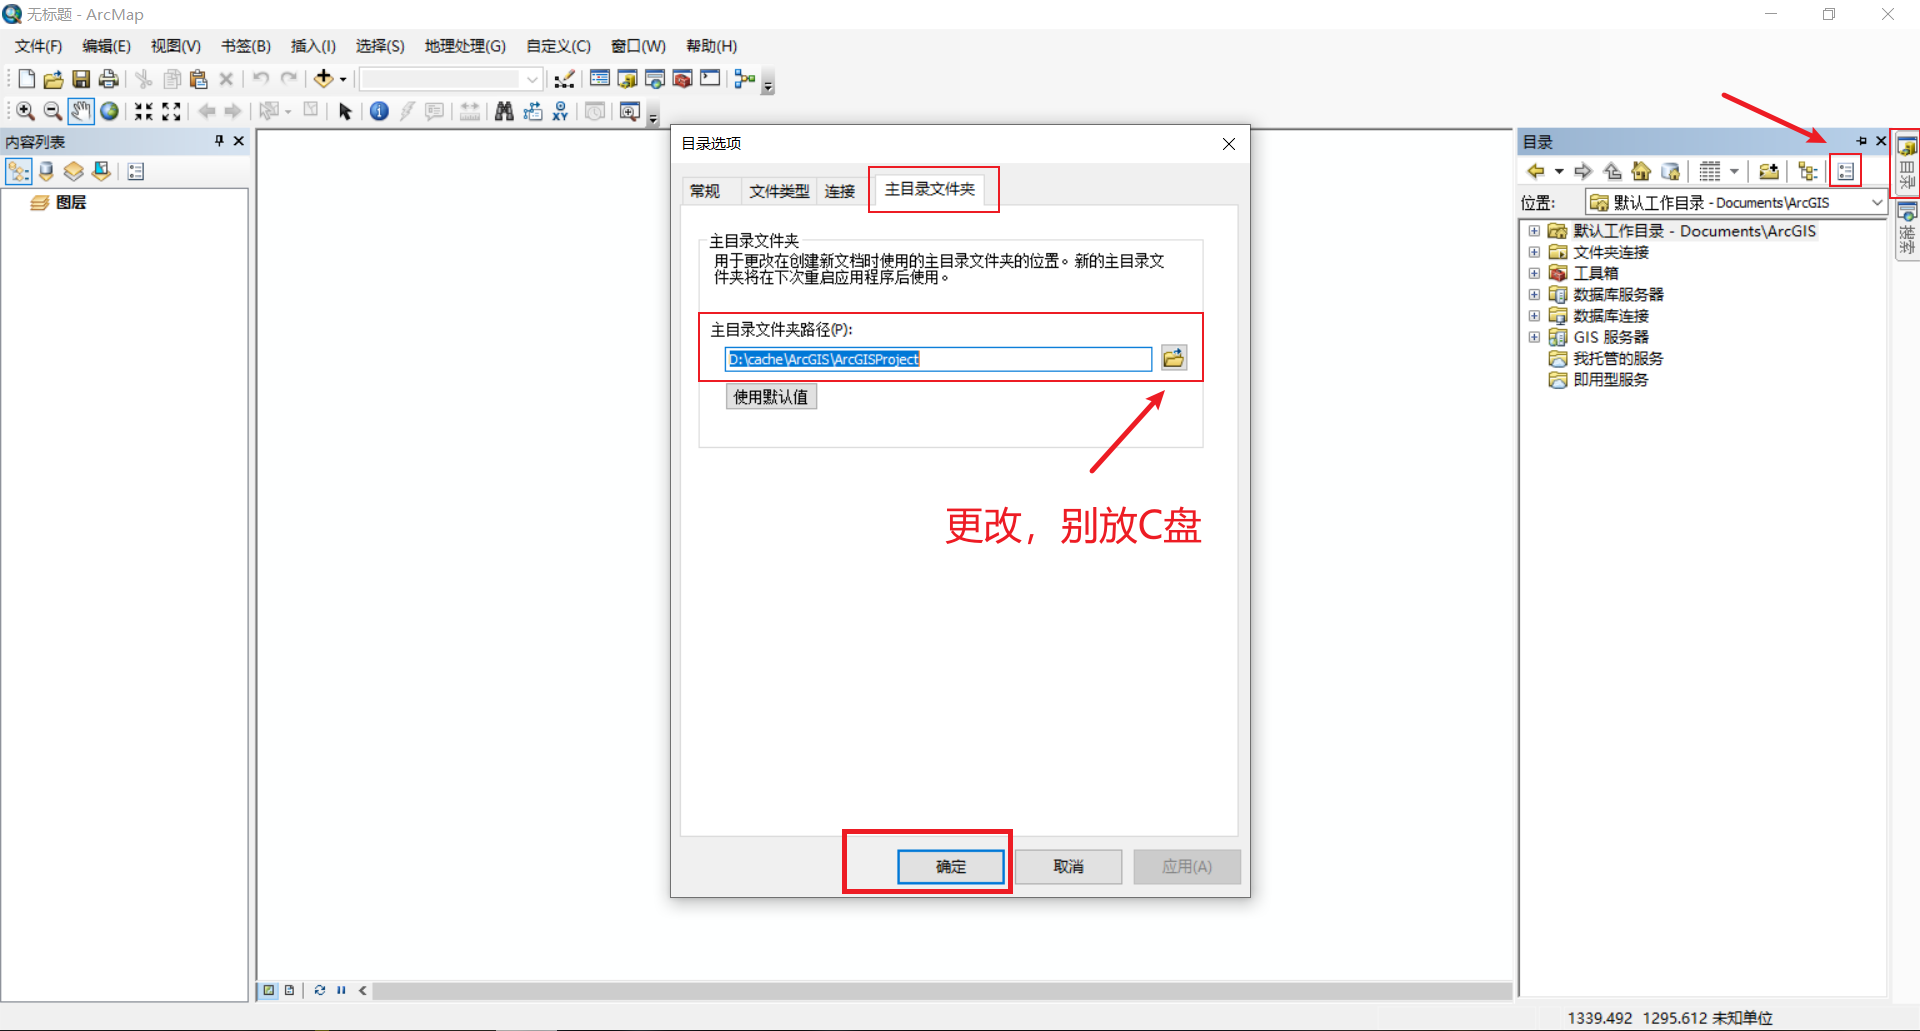 无标题 - ArcMap
文件(F) 编辑(E) 视图(V) 书签(B) 插入(I) 选择(S) 地理处理(G) 自定义(C) 窗口(W) 帮助(H)
内容列表
图层
目录选项
常规 文件类型 连接 主目录文件夹
主目录文件夹
用于更改在创建新文档时使用的主目录文件夹的位置。新的主目录文
件夹将在下次重启应用程序后使用。
主目录文件夹路径(P):
D:\cache\ArcGIS\ArcGISProject
使用默认值
更改，别放C盘
确定 取消 应用(A)
目录
位置: 默认工作目录 - Documents\ArcGIS
默认工作目录 - Documents\ArcGIS
文件夹连接
工具箱
数据库服务器
数据库连接
GIS 服务器
我托管的服务
即用型服务
目录
搜索
1339.492 1295.612 未知单位